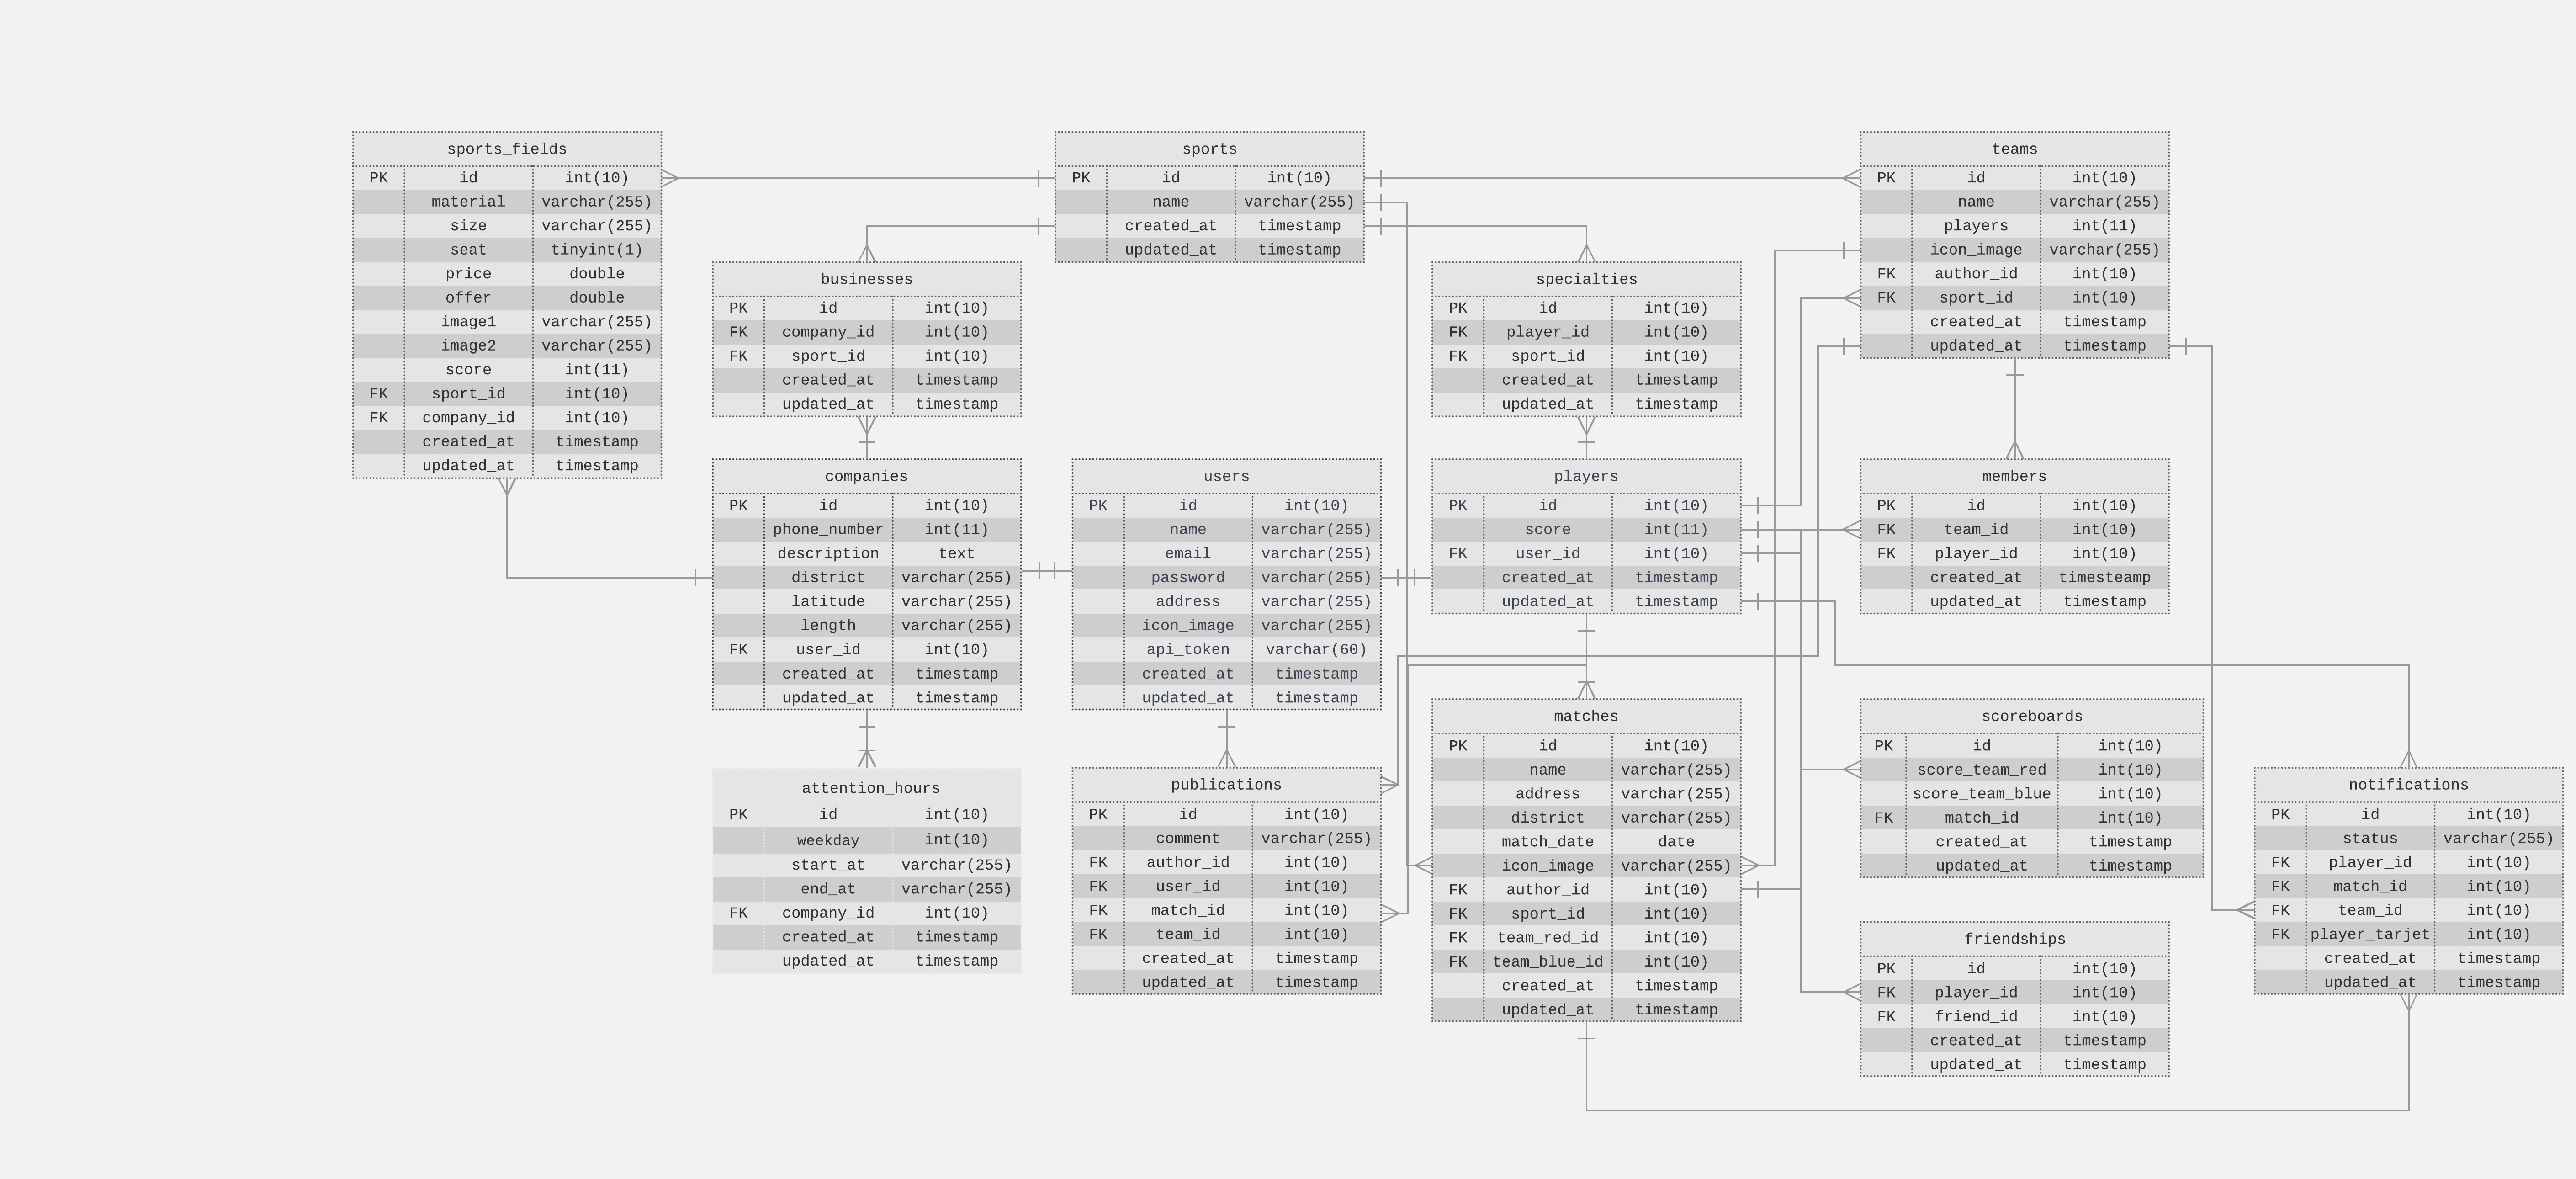 sports_fields
PK id int(10)
material varchar(255)
size varchar(255)
seat tinyint(1)
price double
offer double
image1 varchar(255)
image2 varchar(255)
score int(11)
FK sport_id int(10)
FK company_id int(10)
created_at timestamp
updated_at timestamp
sports
PK id int(10)
name varchar(255)
created_at timestamp
updated_at timestamp
teams
PK id int(10)
name varchar(255)
players int(11)
icon_image varchar(255)
FK author_id int(10)
FK sport_id int(10)
created_at timestamp
updated_at timestamp
businesses
PK id int(10)
FK company_id int(10)
FK sport_id int(10)
created_at timestamp
updated_at timestamp
specialties
PK id int(10)
FK player_id int(10)
FK sport_id int(10)
created_at timestamp
updated_at timestamp
companies
PK id int(10)
phone_number int(11)
description text
district varchar(255)
latitude varchar(255)
length varchar(255)
FK user_id int(10)
created_at timestamp
updated_at timestamp
users
PK id int(10)
name varchar(255)
email varchar(255)
password varchar(255)
address varchar(255)
icon_image varchar(255)
api_token varchar(60)
created_at timestamp
updated_at timestamp
players
PK id int(10)
score int(11)
FK user_id int(10)
created_at timestamp
updated_at timestamp
members
PK id int(10)
FK team_id int(10)
FK player_id int(10)
created_at timesteamp
updated_at timestamp
attention_hours
PK id int(10)
weekday int(10)
start_at varchar(255)
end_at varchar(255)
FK company_id int(10)
created_at timestamp
updated_at timestamp
publications
PK id int(10)
comment varchar(255)
FK author_id int(10)
FK user_id int(10)
FK match_id int(10)
FK team_id int(10)
created_at timestamp
updated_at timestamp
matches
PK id int(10)
name varchar(255)
address varchar(255)
district varchar(255)
match_date date
icon_image varchar(255)
FK author_id int(10)
FK sport_id int(10)
FK team_red_id int(10)
FK team_blue_id int(10)
created_at timestamp
updated_at timestamp
scoreboards
PK id int(10)
score_team_red int(10)
score_team_blue int(10)
FK match_id int(10)
created_at timestamp
updated_at timestamp
friendships
PK id int(10)
FK player_id int(10)
FK friend_id int(10)
created_at timestamp
updated_at timestamp
notifications
PK id int(10)
status varchar(255)
FK player_id int(10)
FK match_id int(10)
FK team_id int(10)
FK player_tarjet int(10)
created_at timestamp
updated_at timestamp